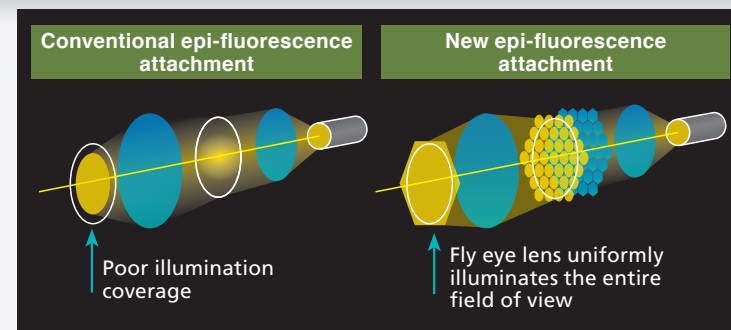 Conventional epi-fluorescence
attachment
New epi-fluorescence
attachment
Poor illumination
coverage
Fly eye lens uniformly
illuminates the entire
field of view